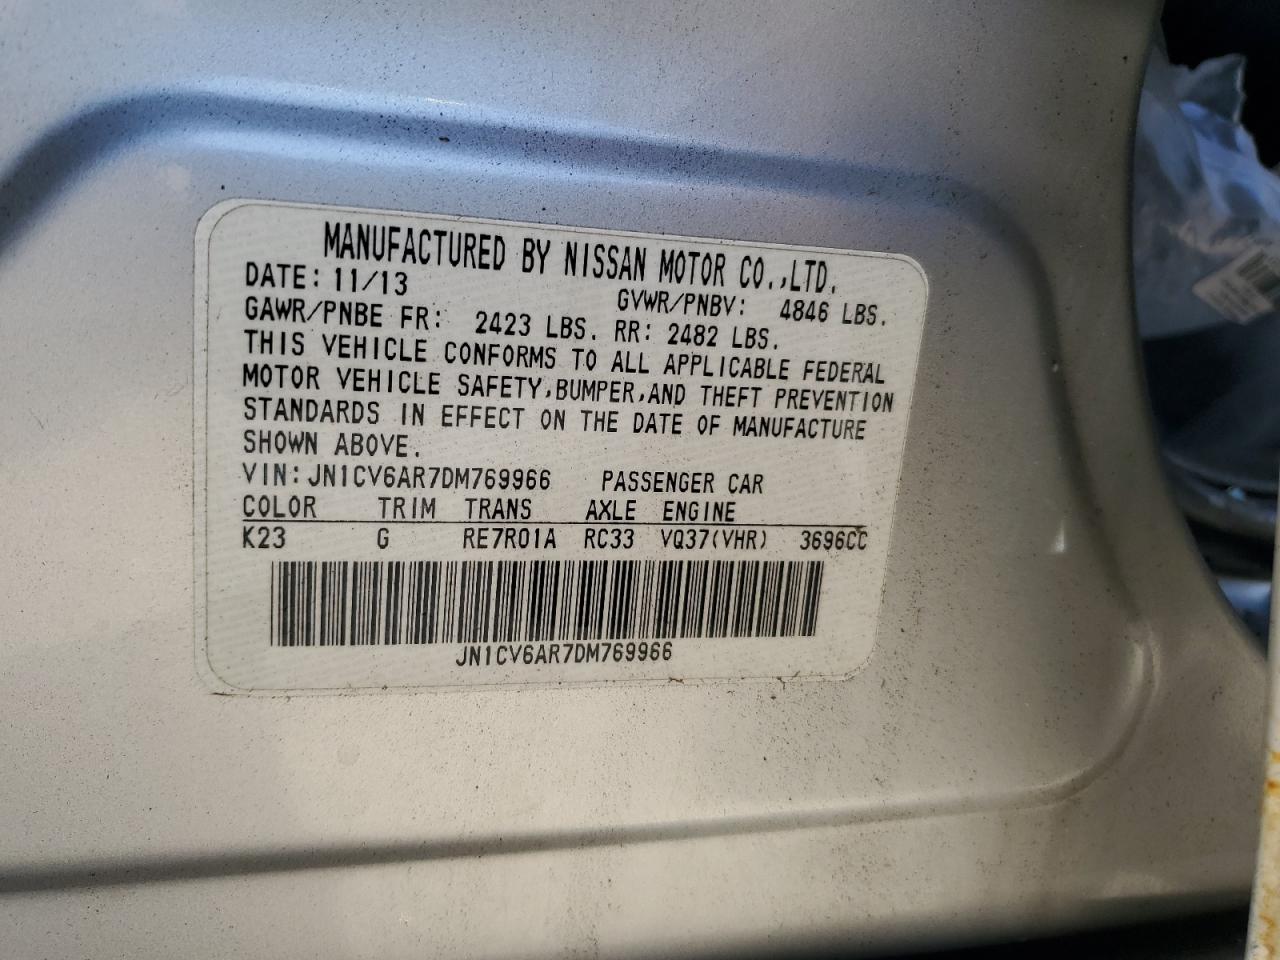 MANUFACTURED BY NISSAN MOTOR CO.,LTD.
DATE: 11/13 GVWR/PNBV: 4846 LBS.
GAWR/PNBE FR: 2423 LBS. RR: 2482 LBS.
THIS VEHICLE CONFORMS TO ALL APPLICABLE FEDERAL
MOTOR VEHICLE SAFETY,BUMPER,AND THEFT PREVENTION
STANDARDS IN EFFECT ON THE DATE OF MANUFACTURE
SHOWN ABOVE.
VIN: JN1CV6AR7DM769966 PASSENGER CAR
COLOR TRIM TRANS AXLE ENGINE
K23 G RE7R01A RC33 VQ37(VHR) 3696CC
JN1CV6AR7DM769966